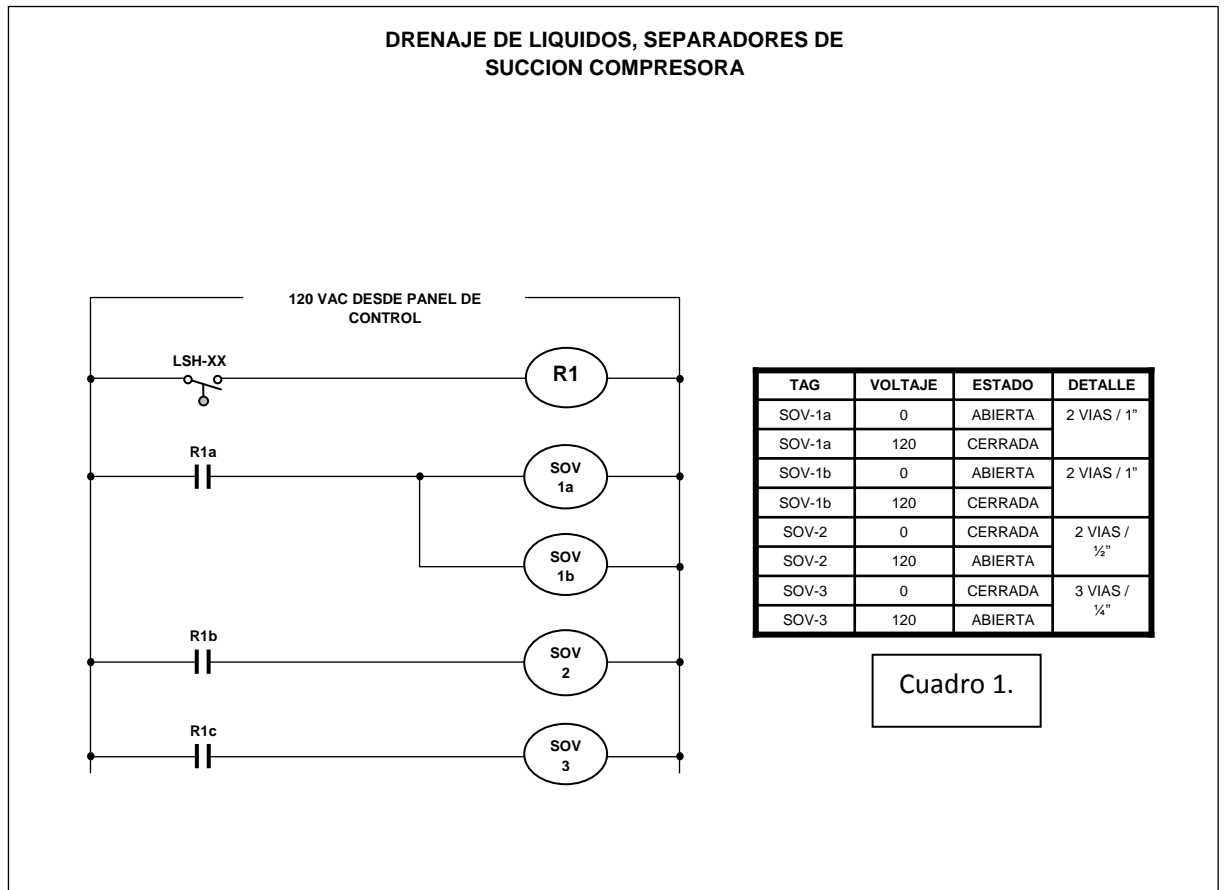 DRENAJE DE LIQUIDOS, SEPARADORES DE
SUCCION COMPRESORA
120 VAC DESDE PANEL DE
CONTROL
LSH-XX
R1
R1a
SOV
1a
SOV
1b
R1b
SOV
2
R1c
SOV
3
TAG VOLTAJE ESTADO DETALLE
SOV-1a 0 ABIERTA 2 VIAS / 1”
SOV-1a 120 CERRADA
SOV-1b 0 ABIERTA 2 VIAS / 1”
SOV-1b 120 CERRADA
SOV-2 0 CERRADA 2 VIAS /
½”
SOV-2 120 ABIERTA
SOV-3 0 CERRADA 3 VIAS /
¼”
SOV-3 120 ABIERTA
Cuadro 1.